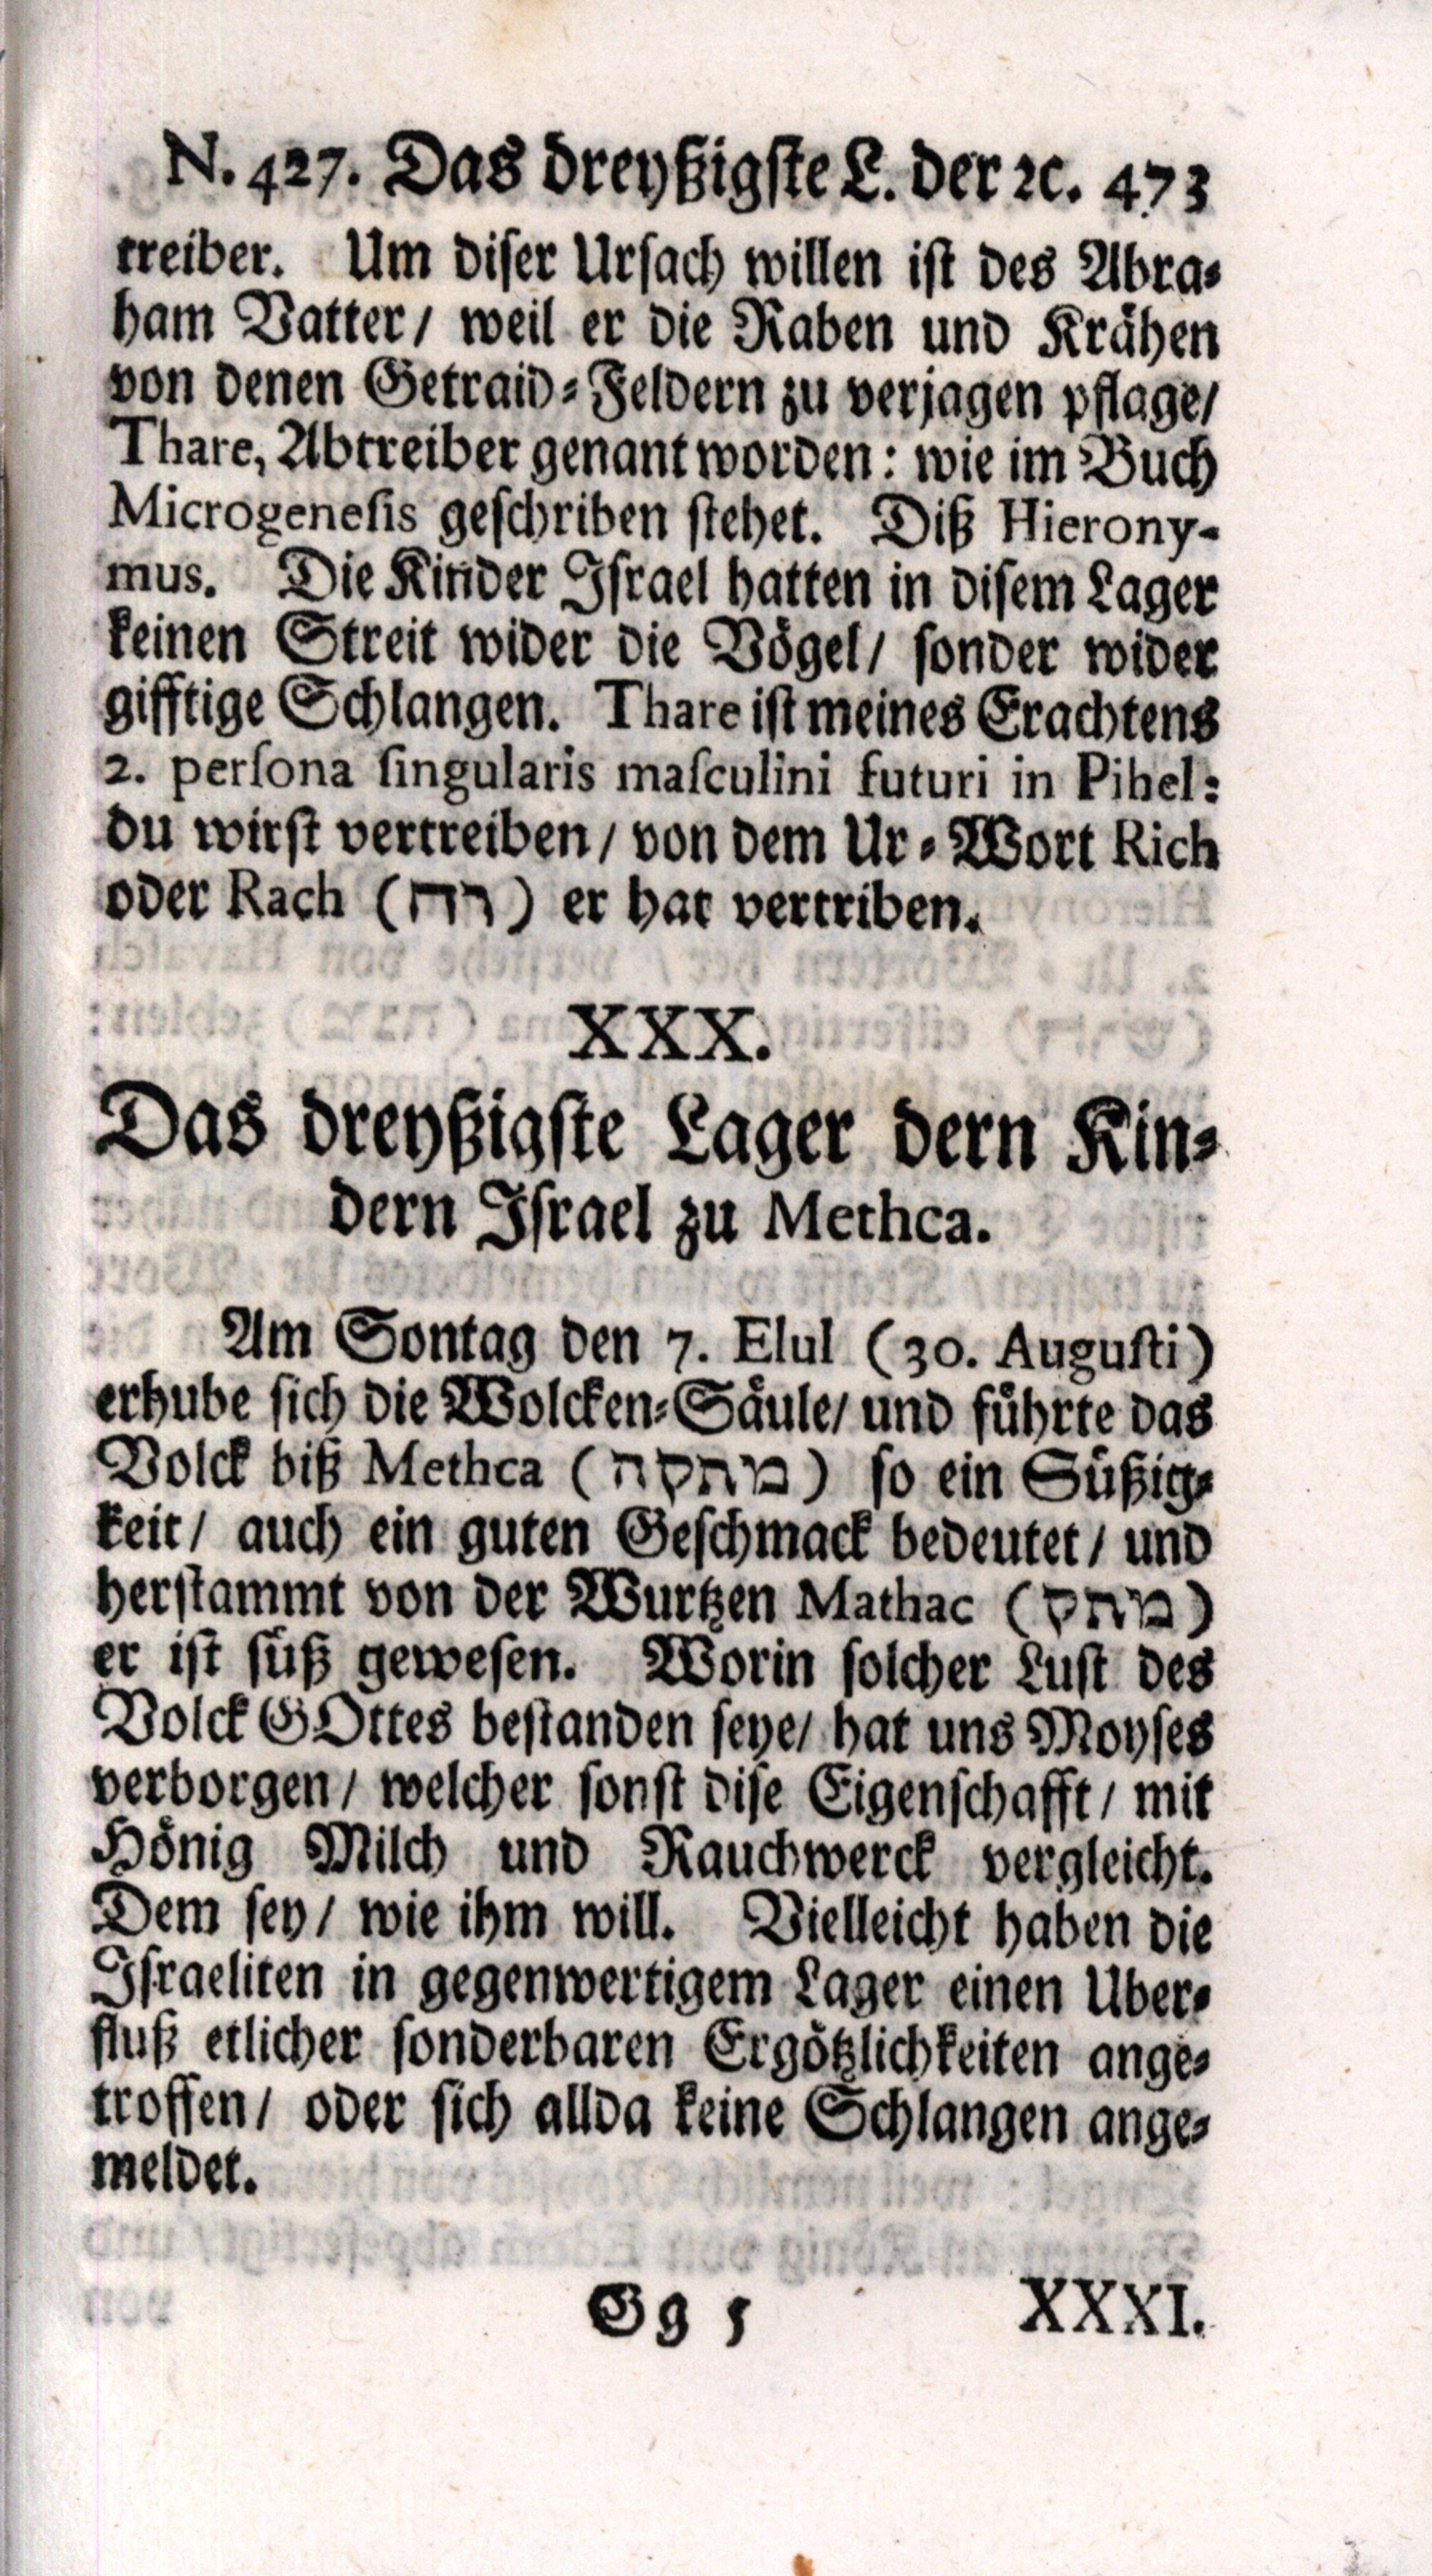 N. 427. Das dreyßigste L. der ꝛc. 473
treiber. Um diser Ursach willen ist des Abra⸗
ham Vatter/ weil er die Raben und Krähen
von denen Getraid⸗Feldern zu verjagen pflage/
Thare, Abtreiber genant worden: wie im Buch
Microgenesis geschriben stehet. Diß Hierony-
mus. Die Kinder Israel hatten in disem Lager
keinen Streit wider die Vögel/ sonder wider
gifftige Schlangen. Thare ist meines Erachtens
2. persona singularis masculini futuri in Pihel:
du wirst vertreiben/ von dem Ur⸗Wort Rich
oder Rach (רח) er hat vertriben.
XXX.
Das dreyßigste Lager dern Kin⸗
dern Israel zu Methca.
Am Sontag den 7. Elul (30. Augusti)
erhube sich die Wolcken⸗Säule/ und führte das
Volck biß Methca (מתקה) so ein Süßig⸗
keit/ auch ein guten Geschmack bedeutet/ und
herstammt von der Wurtzen Mathac (מתק)
er ist süß gewesen. Worin solcher Lust des
Volck GOttes bestanden seye/ hat uns Moyses
verborgen/ welcher sonst dise Eigenschafft/ mit
Hönig Milch und Rauchwerck vergleicht.
Dem sey/ wie ihm will. Vielleicht haben die
Israeliten in gegenwertigem Lager einen Uber⸗
fluß etlicher sonderbaren Ergötzlichkeiten ange⸗
troffen/ oder sich allda keine Schlangen ange⸗
meldet.
Gg 5 XXXI.